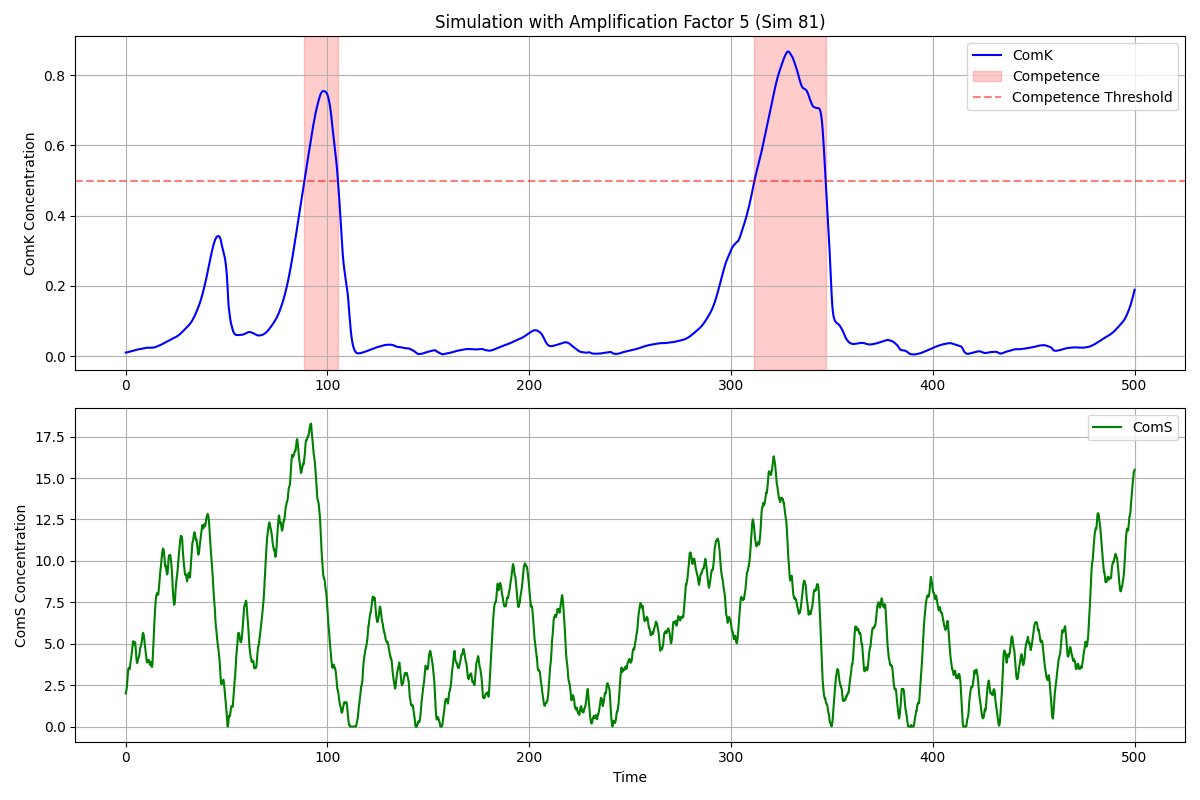 Simulation with Amplification Factor 5 (Sim 81)
ComK Concentration
0.8
0.6
0.4
0.2
0.0
ComK
Competence
Competence Threshold
0 100 200 300 400 500
ComS Concentration
17.5
15.0
12.5
10.0
7.5
5.0
2.5
0.0
ComS
0 100 200 300 400 500
Time